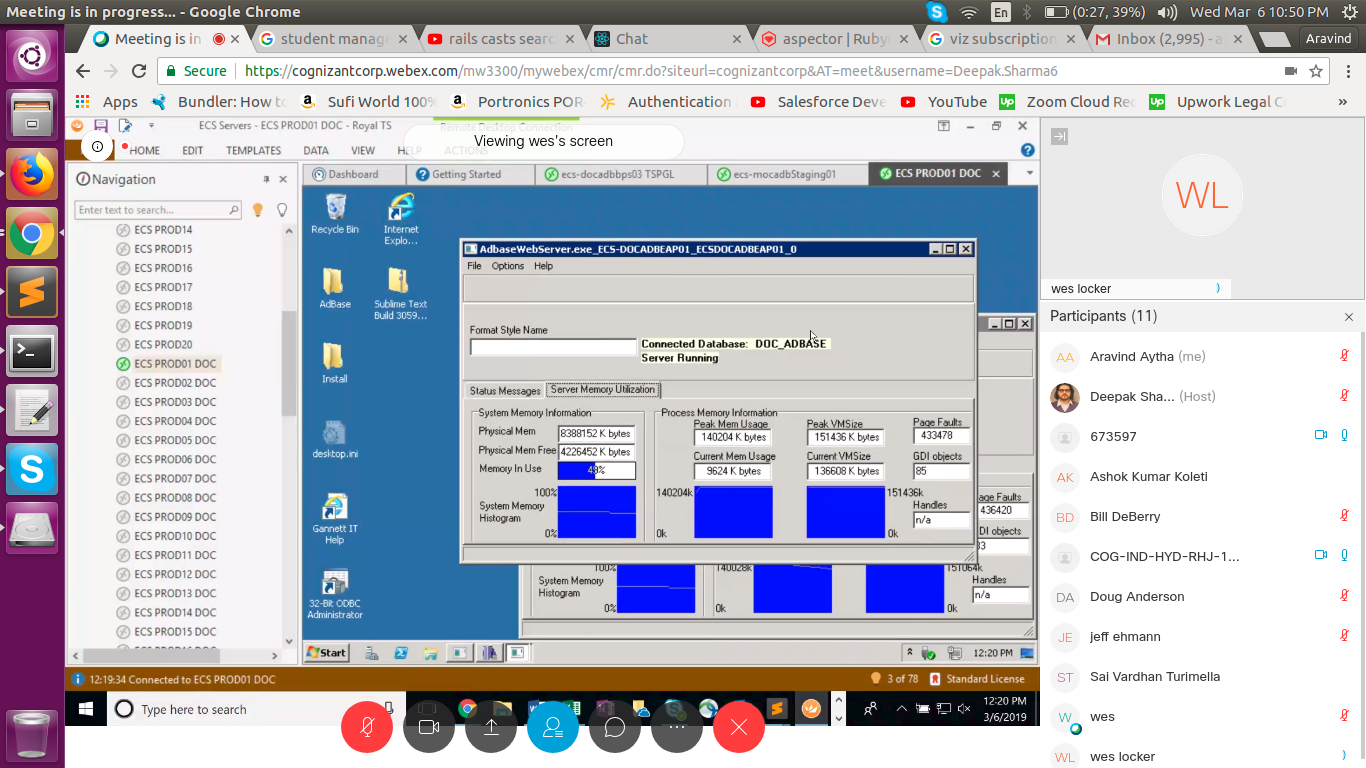 Meeting is in progress... - Google Chrome
En
(0:27, 39%)
Wed Mar 6 10:50 PM
Meeting is in
student manage
rails casts searc
Chat
aspector | Ruby
viz subscription
Inbox (2,995) - a
Aravind
Secure
https://cognizantcorp.webex.com/mw3300/mywebex/cmr/cmr.do?siteurl=cognizantcorp&AT=meet&username=Deepak.Sharma6
Apps
Bundler: How to
Sufi World 100%
Portronics POR-
Authentication
Salesforce Deve
YouTube
Zoom Cloud Rec
Upwork Legal C
»
ECS Servers - ECS PROD01 DOC - Royal TS
Remote Desktop Connection
Viewing wes's screen
HOME
EDIT
TEMPLATES
DATA
VIEW
HELP
ACTIONS
Navigation
Enter text to search...
ECS PROD14
ECS PROD15
ECS PROD16
ECS PROD17
ECS PROD18
ECS PROD19
ECS PROD20
ECS PROD01 DOC
ECS PROD02 DOC
ECS PROD03 DOC
ECS PROD04 DOC
ECS PROD05 DOC
ECS PROD06 DOC
ECS PROD07 DOC
ECS PROD08 DOC
ECS PROD09 DOC
ECS PROD10 DOC
ECS PROD11 DOC
ECS PROD12 DOC
ECS PROD13 DOC
ECS PROD14 DOC
ECS PROD15 DOC
Dashboard
Getting Started
ecs-docadbbps03 TSPGL
ecs-mocadbStaging01
ECS PROD01 DOC
Recycle Bin
Internet
Explo...
AdBase
Sublime Text
Build 3059...
Install
desktop.ini
Gannett IT
Help
32-Bit ODBC
Administrator
AdbaseWebServer.exe_ECS-DOCADBEAP01_ECSDOCADBEAP01_0
File
Options
Help
Format Style Name
Connected Database: DOC_ADBASE
Server Running
Status Messages
Server Memory Utilization
System Memory Information
Physical Mem
8388152 K bytes
Physical Mem Free
4226452 K bytes
Memory In Use
49%
100%
System Memory
Histogram
0%
Process Memory Information
Peak Mem Usage
140204 K bytes
Peak VMSize
151436 K bytes
Page Faults
433478
Current Mem Usage
9624 K bytes
Current VMSize
136608 K bytes
GDI objects
85
140204k
0k
151436k
0k
Handles
n/a
age Faults
436420
DI objects
100%
System Memory
Histogram
0%
140028k
0k
151064k
0k
Handles
n/a
Start
12:20 PM
12:19:34 Connected to ECS PROD01 DOC
3 of 78
Standard License
Type here to search
12:20 PM
3/6/2019
WL
wes locker
Participants (11)
AA
Aravind Aytha (me)
Deepak Sha... (Host)
673597
AK
Ashok Kumar Koleti
BD
Bill DeBerry
COG-IND-HYD-RHJ-1...
DA
Doug Anderson
JE
jeff ehmann
ST
Sai Vardhan Turimella
W
wes
WL
wes locker